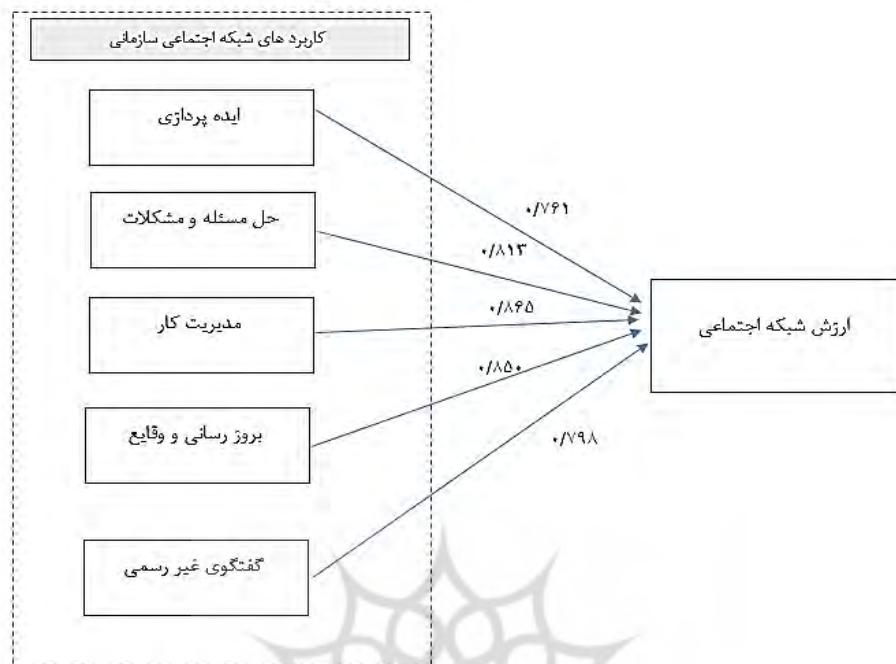 کاربرد های شبکه اجتماعی سازمانی
ایده پردازی
حل مسئله و مشکلات
مدیریت کار
بروز رسانی و وقایع
گفتگوی غیر رسمی
۰/۷۶۱
۰/۸۱۳
۰/۸۶۵
۰/۸۵۰
۰/۷۹۸
ارزش شبکه اجتماعی